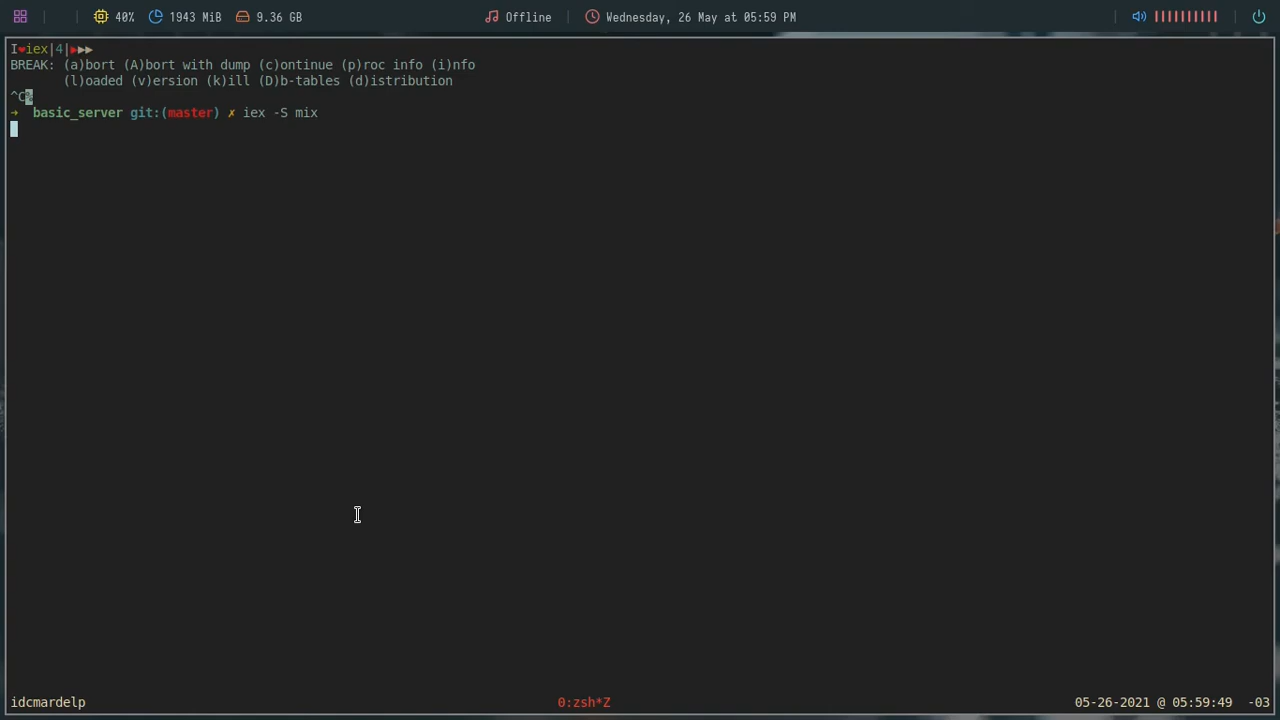 40% 1943 MiB 9.36 GB Offline Wednesday, 26 May at 05:59 PM
I❤iex|4|▶▶▶
BREAK: (a)bort (A)bort with dump (c)ontinue (p)roc info (i)nfo
(l)oaded (v)ersion (k)ill (D)b-tables (d)istribution
^C%
→ basic_server git:(master) ✗ iex -S mix
idcmardelp 0:zsh*Z 05-26-2021 @ 05:59:49 -03